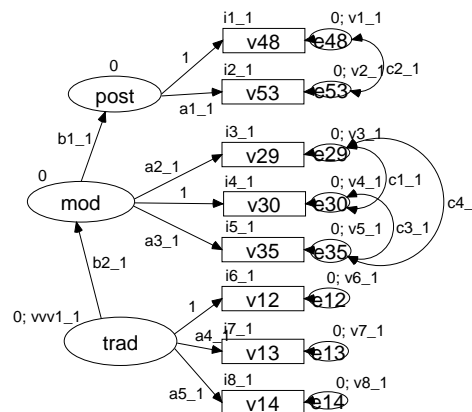 i1_1
0; v1_1
v48
e48
0
1
i2_1
0; v2_1
c2_1
post
v53
e53
a1_1
b1_1
i3_1
0; v3_1
a2_1
v29
e29
0
i4_1
0; v4_1
c1_1
mod
1
v30
e30
c4_
i5_1
0; v5_1
c3_1
a3_1
v35
e35
b2_1
i6_1
0; v6_1
1
v12
e12
0; vvv1_1
a4_1
i7_1
0; v7_1
trad
v13
e13
a5_1
i8_1
0; v8_1
v14
e14